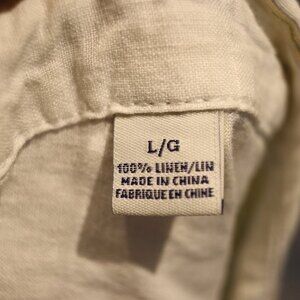 L/G
100% LINEN/LIN
MADE IN CHINA
FABRIQUE EN CHINE